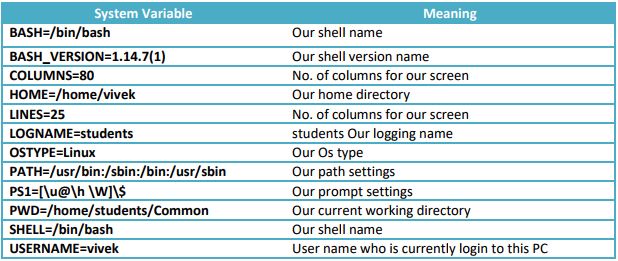 System Variable Meaning
BASH=/bin/bash Our shell name
BASH_VERSION=1.14.7(1) Our shell version name
COLUMNS=80 No. of columns for our screen
HOME=/home/vivek Our home directory
LINES=25 No. of columns for our screen
LOGNAME=students students Our logging name
OSTYPE=Linux Our Os type
PATH=/usr/bin:/sbin:/bin:/usr/sbin Our path settings
PS1=[\u@\h \W]\$ Our prompt settings
PWD=/home/students/Common Our current working directory
SHELL=/bin/bash Our shell name
USERNAME=vivek User name who is currently login to this PC